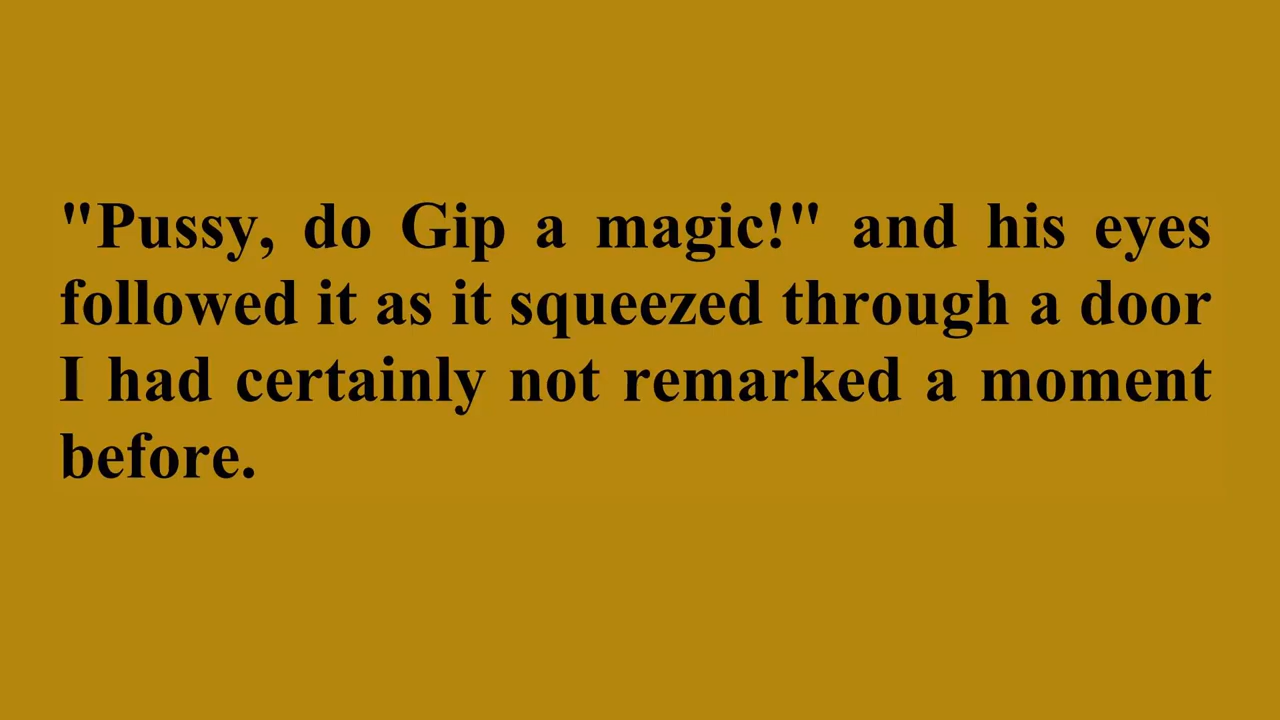 "Pussy, do Gip a magic!" and his eyes
followed it as it squeezed through a door
I had certainly not remarked a moment
before.